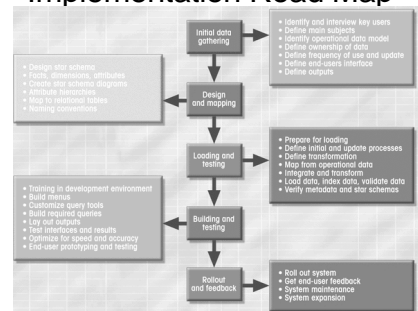 Implementation Road Map
Initial data
gathering
• Identify and interview key users
• Define main subjects
• Identify operational data model
• Define ownership of data
• Define frequency of use and update
• Define end-users interface
• Define outputs
• Design star schema
• Facts, dimensions, attributes
• Create star schema diagrams
• Attribute hierarchies
• Map to relational tables
• Naming conventions
Design
and mapping
Loading and
testing
• Prepare for loading
• Define initial and update processes
• Define transformation
• Map from operational data
• Integrate and transform
• Load data, index data, validate data
• Verify metadata and star schemas
• Training in development environment
• Build menus
• Customize query tools
• Build required queries
• Lay out outputs
• Test interfaces and results
• Optimize for speed and accuracy
• End-user prototyping and testing
Building and
testing
Rollout
and feedback
• Roll out system
• Get end-user feedback
• System maintenance
• System expansion